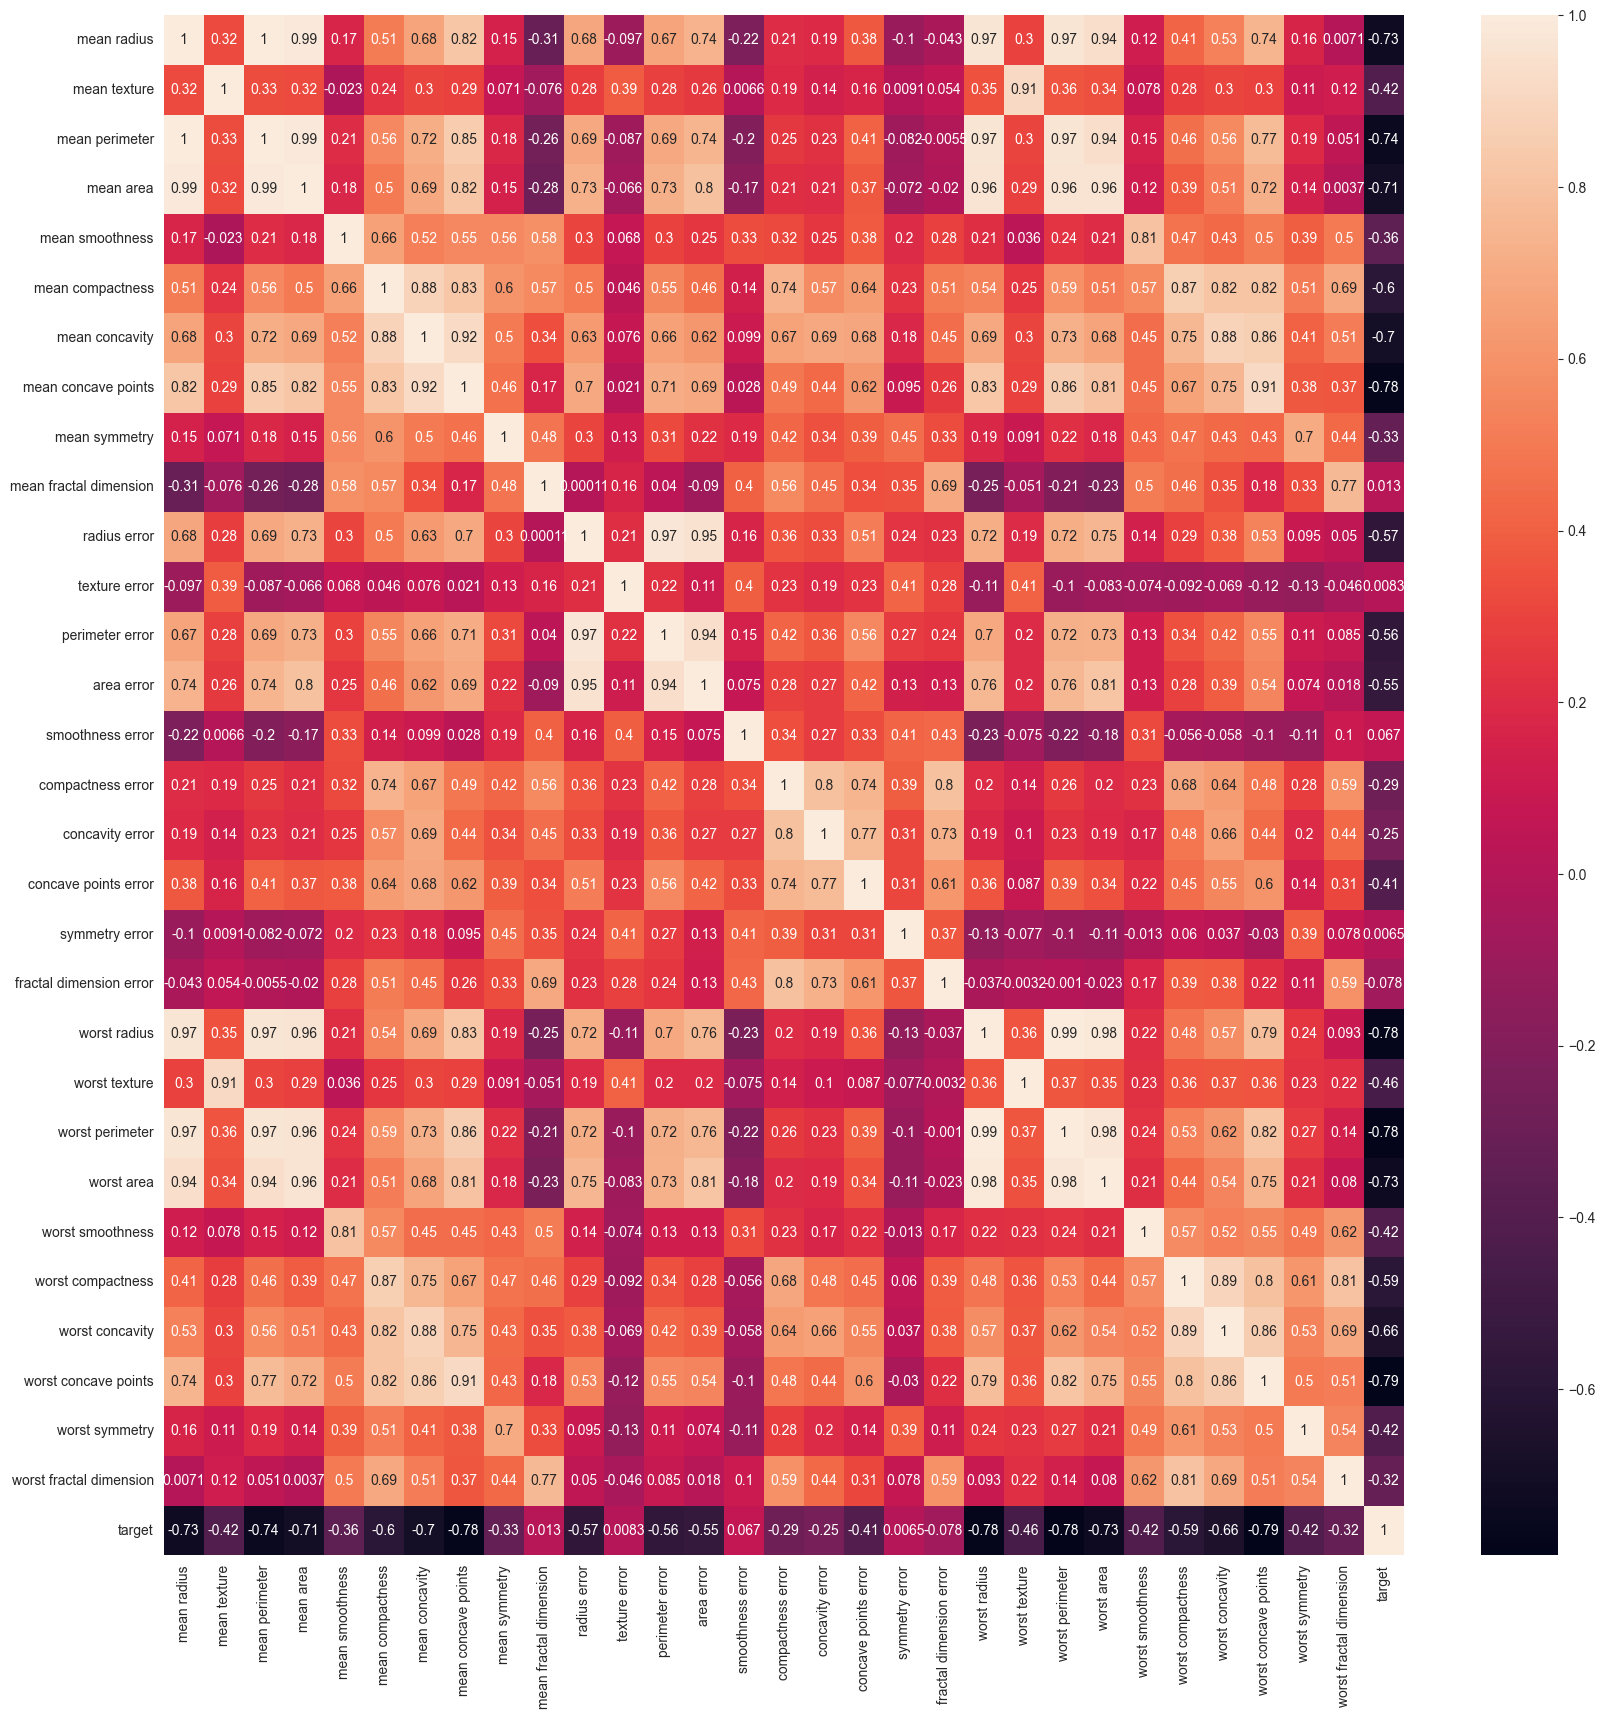 mean radius 1 0.32 1 0.99 0.17 0.51 0.68 0.82 0.15 -0.31 0.68 -0.097 0.67 0.74 -0.22 0.21 0.19 0.38 -0.1 -0.043 0.97 0.3 0.97 0.94 0.12 0.41 0.53 0.74 0.16 0.0071 -0.73
mean texture 0.32 1 0.33 0.32 -0.023 0.24 0.3 0.29 0.071 -0.076 0.28 0.39 0.28 0.26 0.0066 0.19 0.14 0.16 0.0091 0.054 0.35 0.91 0.36 0.34 0.078 0.28 0.3 0.3 0.11 0.12 -0.42
mean perimeter 1 0.33 1 0.99 0.21 0.56 0.72 0.85 0.18 -0.26 0.69 -0.087 0.69 0.74 -0.2 0.25 0.23 0.41 -0.082 -0.0055 0.97 0.3 0.97 0.94 0.15 0.46 0.56 0.77 0.19 0.051 -0.74
mean area 0.99 0.32 0.99 1 0.18 0.5 0.69 0.82 0.15 -0.28 0.73 -0.066 0.73 0.8 -0.17 0.21 0.21 0.37 -0.072 -0.02 0.96 0.29 0.96 0.96 0.12 0.39 0.51 0.72 0.14 0.0037 -0.71
mean smoothness 0.17 -0.023 0.21 0.18 1 0.66 0.52 0.55 0.56 0.58 0.3 0.068 0.3 0.25 0.33 0.32 0.25 0.38 0.2 0.28 0.21 0.036 0.24 0.21 0.81 0.47 0.43 0.5 0.39 0.5 -0.36
mean compactness 0.51 0.24 0.56 0.5 0.66 1 0.88 0.83 0.6 0.57 0.5 0.046 0.55 0.46 0.14 0.74 0.57 0.64 0.23 0.51 0.54 0.25 0.59 0.51 0.57 0.87 0.82 0.82 0.51 0.69 -0.6
mean concavity 0.68 0.3 0.72 0.69 0.52 0.88 1 0.92 0.5 0.34 0.63 0.076 0.66 0.62 0.099 0.67 0.69 0.68 0.18 0.45 0.69 0.3 0.73 0.68 0.45 0.75 0.88 0.86 0.41 0.51 -0.7
mean concave points 0.82 0.29 0.85 0.82 0.55 0.83 0.92 1 0.46 0.17 0.7 0.021 0.71 0.69 0.028 0.49 0.44 0.62 0.095 0.26 0.83 0.29 0.86 0.81 0.45 0.67 0.75 0.91 0.38 0.37 -0.78
mean symmetry 0.15 0.071 0.18 0.15 0.56 0.6 0.5 0.46 1 0.48 0.3 0.13 0.31 0.22 0.19 0.42 0.34 0.39 0.45 0.33 0.19 0.091 0.22 0.18 0.43 0.47 0.43 0.43 0.7 0.44 -0.33
mean fractal dimension -0.31 -0.076 -0.26 -0.28 0.58 0.57 0.34 0.17 0.48 1 0.16 0.04 -0.09 0.4 0.56 0.45 0.34 0.35 0.69 -0.25 -0.051 -0.21 -0.23 0.5 0.46 0.35 0.18 0.33 0.77 0.013
radius error 0.68 0.28 0.69 0.73 0.3 0.5 0.63 0.7 0.3 1 0.21 0.97 0.95 0.16 0.36 0.33 0.51 0.24 0.23 0.72 0.19 0.72 0.75 0.14 0.29 0.38 0.53 0.095 0.05 -0.57
texture error -0.097 0.39 -0.087 -0.066 0.068 0.046 0.076 0.021 0.13 0.16 0.21 1 0.22 0.11 0.4 0.23 0.19 0.23 0.41 0.28 -0.11 0.41 -0.1 -0.083 -0.074 -0.092 -0.069 -0.12 -0.13 -0.046 0.0083
perimeter error 0.67 0.28 0.69 0.73 0.3 0.55 0.66 0.71 0.31 0.04 0.97 0.22 1 0.94 0.15 0.42 0.36 0.56 0.27 0.24 0.7 0.2 0.72 0.73 0.13 0.34 0.42 0.55 0.11 0.085 -0.56
area error 0.74 0.26 0.74 0.8 0.25 0.46 0.62 0.69 0.22 -0.09 0.95 0.11 0.94 1 0.075 0.28 0.27 0.42 0.13 0.13 0.76 0.2 0.76 0.81 0.13 0.28 0.39 0.54 0.074 0.018 -0.55
smoothness error -0.22 0.0066 -0.2 -0.17 0.33 0.14 0.099 0.028 0.19 0.4 0.16 0.4 0.15 0.075 1 0.34 0.27 0.33 0.41 0.43 -0.23 -0.075 -0.22 -0.18 0.31 -0.056 -0.058 -0.1 -0.11 0.1 0.067
compactness error 0.21 0.19 0.25 0.21 0.32 0.74 0.67 0.49 0.42 0.56 0.36 0.23 0.42 0.28 0.34 1 0.8 0.74 0.39 0.8 0.2 0.14 0.26 0.2 0.23 0.68 0.64 0.48 0.28 0.59 -0.29
concavity error 0.19 0.14 0.23 0.21 0.25 0.57 0.69 0.44 0.34 0.45 0.33 0.19 0.36 0.27 0.27 0.8 1 0.77 0.31 0.73 0.19 0.1 0.23 0.19 0.17 0.48 0.66 0.44 0.2 0.44 -0.25
concave points error 0.38 0.16 0.41 0.37 0.38 0.64 0.68 0.62 0.39 0.34 0.51 0.23 0.56 0.42 0.33 0.74 0.77 1 0.31 0.61 0.36 0.087 0.39 0.34 0.22 0.45 0.55 0.6 0.14 0.31 -0.41
symmetry error -0.1 0.0091 -0.082 -0.072 0.2 0.23 0.18 0.095 0.45 0.35 0.24 0.41 0.27 0.13 0.41 0.39 0.31 0.31 1 0.37 -0.13 -0.077 -0.1 -0.11 -0.013 0.06 0.037 -0.03 0.39 0.078 0.0065
fractal dimension error -0.043 0.054 -0.0055 -0.02 0.28 0.51 0.45 0.26 0.33 0.69 0.23 0.28 0.24 0.13 0.43 0.8 0.73 0.61 0.37 1 -0.037 -0.0032 -0.001 -0.023 0.17 0.39 0.38 0.22 0.11 0.59 -0.078
worst radius 0.97 0.35 0.97 0.96 0.21 0.54 0.69 0.83 0.19 -0.25 0.72 -0.11 0.7 0.76 -0.23 0.2 0.19 0.36 -0.13 -0.037 1 0.36 0.99 0.98 0.22 0.48 0.57 0.79 0.24 0.093 -0.78
worst texture 0.3 0.91 0.3 0.29 0.036 0.25 0.3 0.29 0.091 -0.051 0.19 0.41 0.2 0.2 -0.075 0.14 0.1 0.087 -0.077 -0.0032 0.36 1 0.37 0.35 0.23 0.36 0.37 0.36 0.23 0.22 -0.46
worst perimeter 0.97 0.36 0.97 0.96 0.24 0.59 0.73 0.86 0.22 -0.21 0.72 -0.1 0.72 0.76 -0.22 0.26 0.23 0.39 -0.1 -0.001 0.99 0.37 1 0.98 0.24 0.53 0.62 0.82 0.27 0.14 -0.78
worst area 0.94 0.34 0.94 0.96 0.21 0.51 0.68 0.81 0.18 -0.23 0.75 -0.083 0.73 0.81 -0.18 0.2 0.19 0.34 -0.11 -0.023 0.98 0.35 0.98 1 0.21 0.44 0.54 0.75 0.21 0.08 -0.73
worst smoothness 0.12 0.078 0.15 0.12 0.81 0.57 0.45 0.45 0.43 0.5 0.14 -0.074 0.13 0.13 0.31 0.23 0.17 0.22 -0.013 0.17 0.22 0.23 0.24 0.21 1 0.57 0.52 0.55 0.49 0.62 -0.42
worst compactness 0.41 0.28 0.46 0.39 0.47 0.87 0.75 0.67 0.47 0.46 0.29 -0.092 0.34 0.28 -0.056 0.68 0.48 0.45 0.06 0.39 0.48 0.36 0.53 0.44 0.57 1 0.89 0.8 0.61 0.81 -0.59
worst concavity 0.53 0.3 0.56 0.51 0.43 0.82 0.88 0.75 0.43 0.35 0.38 -0.069 0.42 0.39 -0.058 0.64 0.66 0.55 0.037 0.38 0.57 0.37 0.62 0.54 0.52 0.89 1 0.86 0.53 0.69 -0.66
worst concave points 0.74 0.3 0.77 0.72 0.5 0.82 0.86 0.91 0.43 0.18 0.53 -0.12 0.55 0.54 -0.1 0.48 0.44 0.6 -0.03 0.22 0.79 0.36 0.82 0.75 0.55 0.8 0.86 1 0.5 0.51 -0.79
worst symmetry 0.16 0.11 0.19 0.14 0.39 0.51 0.41 0.38 0.7 0.33 0.095 -0.13 0.11 0.074 -0.11 0.28 0.2 0.14 0.39 0.11 0.24 0.23 0.27 0.21 0.49 0.61 0.53 0.5 1 0.54 -0.42
worst fractal dimension 0.0071 0.12 0.051 0.0037 0.5 0.69 0.51 0.37 0.44 0.77 0.05 -0.046 0.085 0.018 0.1 0.59 0.44 0.31 0.078 0.59 0.093 0.22 0.14 0.08 0.62 0.81 0.69 0.51 0.54 1 -0.32
target -0.73 -0.42 -0.74 -0.71 -0.36 -0.6 -0.7 -0.78 -0.33 0.013 -0.57 0.0083 -0.56 -0.55 0.067 -0.29 -0.25 -0.41 0.0065 -0.078 -0.78 -0.46 -0.78 -0.73 -0.42 -0.59 -0.66 -0.79 -0.42 -0.32 1
mean radius
mean texture
mean perimeter
mean area
mean smoothness
mean compactness
mean concavity
mean concave points
mean symmetry
mean fractal dimension
radius error
texture error
perimeter error
area error
smoothness error
compactness error
concavity error
concave points error
symmetry error
fractal dimension error
worst radius
worst texture
worst perimeter
worst area
worst smoothness
worst compactness
worst concavity
worst concave points
worst symmetry
worst fractal dimension
target
1.0
0.8
0.6
0.4
0.2
0.0
−0.2
−0.4
−0.6